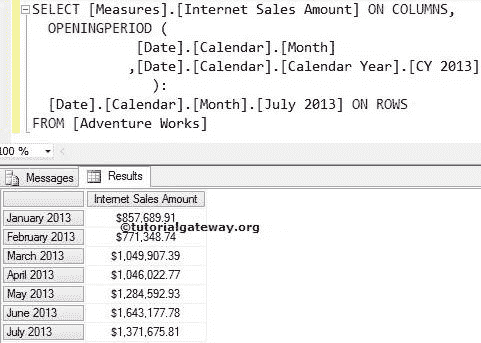 SELECT [Measures].[Internet Sales Amount] ON COLUMNS,
OPENINGPERIOD (
[Date].[Calendar].[Month]
,[Date].[Calendar].[Calendar Year].[CY 2013]
):
[Date].[Calendar].[Month].[July 2013] ON ROWS
FROM [Adventure Works]
100 %
Messages Results
Internet Sales Amount
January 2013 $857,689.91
©tutorialgateway.org
February 2013 $771,348.74
March 2013 $1,049,907.39
April 2013 $1,046,022.77
May 2013 $1,284,592.93
June 2013 $1,643,177.78
July 2013 $1,371,675.81